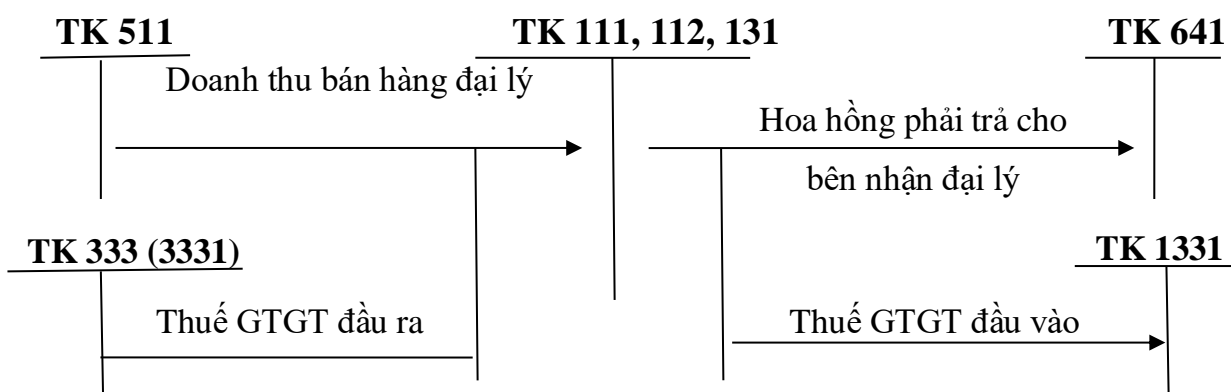 TK 511
TK 111, 112, 131
TK 641
Doanh thu bán hàng đại lý
Hoa hồng phải trả cho
bên nhận đại lý
TK 333 (3331)
TK 1331
Thuế GTGT đầu ra
Thuế GTGT đầu vào